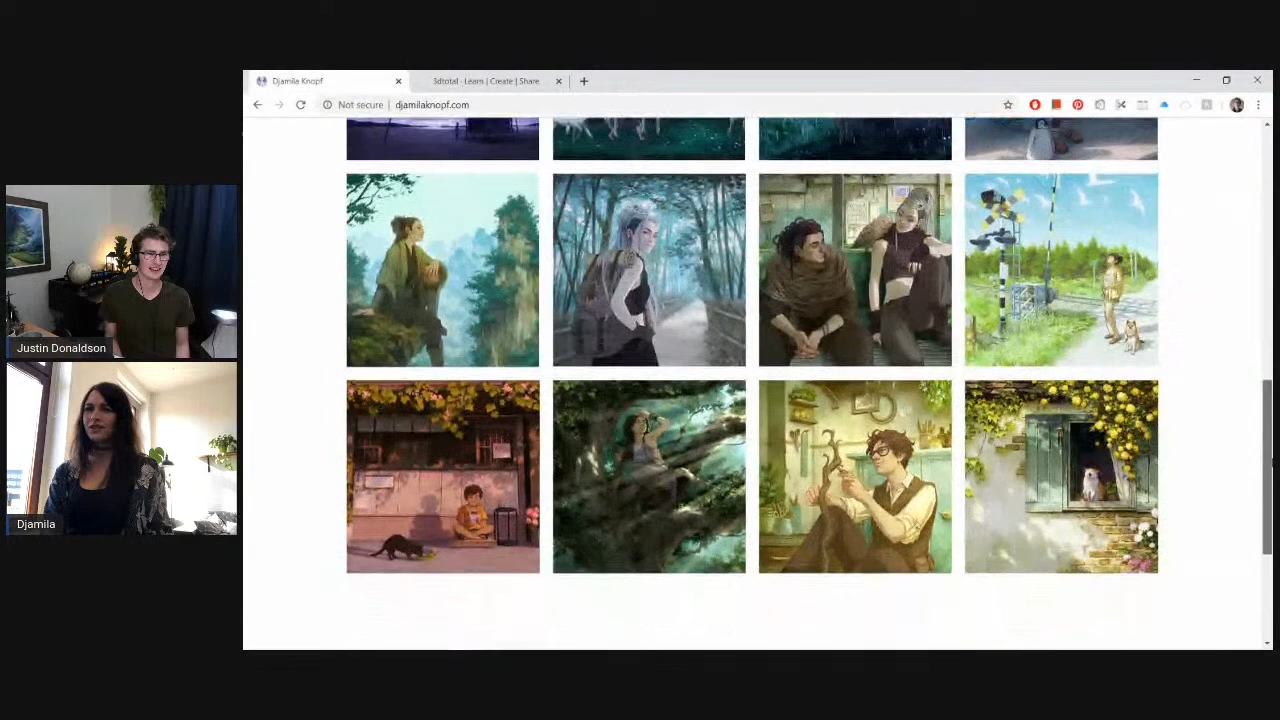 Djamila Knopf
3dtotal · Learn | Create | Share
Not secure | djamilaknopf.com
Justin Donaldson
Djamila